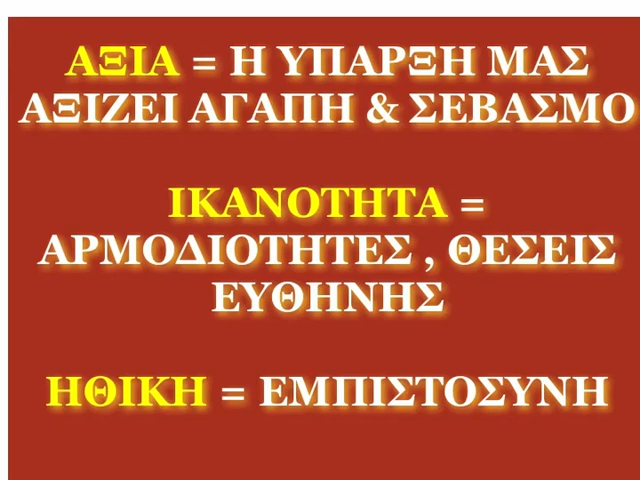 ΑΞΙΑ = Η ΥΠΑΡΞΗ ΜΑΣ
ΑΞΙΖΕΙ ΑΓΑΠΗ & ΣΕΒΑΣΜΟ
ΙΚΑΝΟΤΗΤΑ =
ΑΡΜΟΔΙΟΤΗΤΕΣ , ΘΕΣΕΙΣ
ΕΥΘΗΝΗΣ
ΗΘΙΚΗ = ΕΜΠΙΣΤΟΣΥΝΗ